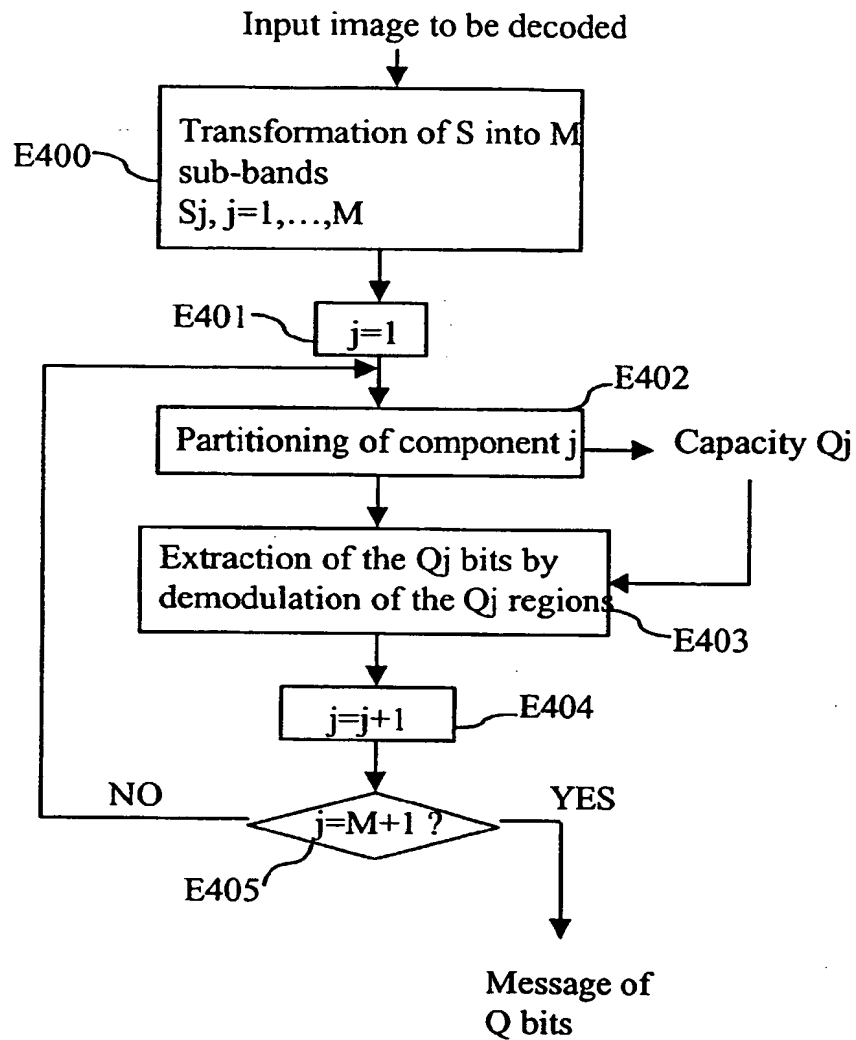 Input image to be decoded
Transformation of S into M
sub-bands
Sj, j=1,...,M
E400
E401
j=1
E402
Partitioning of component j
Capacity Qj
Extraction of the Qj bits by
demodulation of the Qj regions
E403
j=j+1
E404
NO
j=M+1 ?
YES
E405
Message of
Q bits